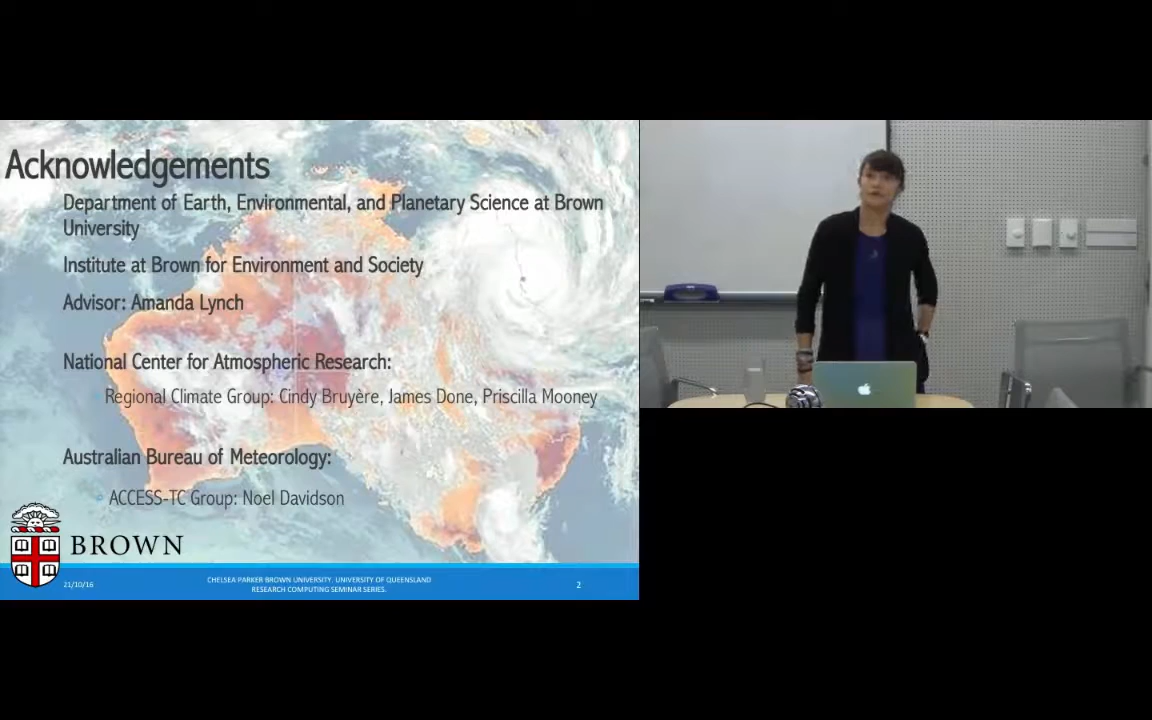 Acknowledgements
Department of Earth, Environmental, and Planetary Science at Brown
University
Institute at Brown for Environment and Society
Advisor: Amanda Lynch
National Center for Atmospheric Research:
Regional Climate Group: Cindy Bruyère, James Done, Priscilla Mooney
Australian Bureau of Meteorology:
ACCESS-TC Group: Noel Davidson
BROWN
21/10/16
CHELSEA PARKER BROWN UNIVERSITY. UNIVERSITY OF QUEENSLAND
RESEARCH COMPUTING SEMINAR SERIES.
2